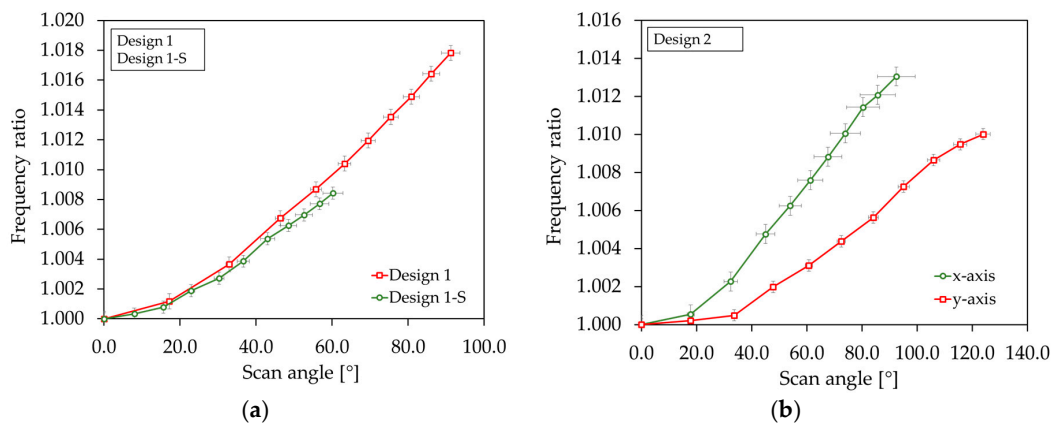 Design 1
Design 1-S
Frequency ratio
1.020
1.018
1.016
1.014
1.012
1.010
1.008
1.006
1.004
1.002
1.000
0.0 20.0 40.0 60.0 80.0 100.0
Scan angle [°]
Design 1
Design 1-S
(a)
Design 2
Frequency ratio
1.016
1.014
1.012
1.010
1.008
1.006
1.004
1.002
1.000
0.0 20.0 40.0 60.0 80.0 100.0 120.0 140.0
Scan angle [°]
x-axis
y-axis
(b)